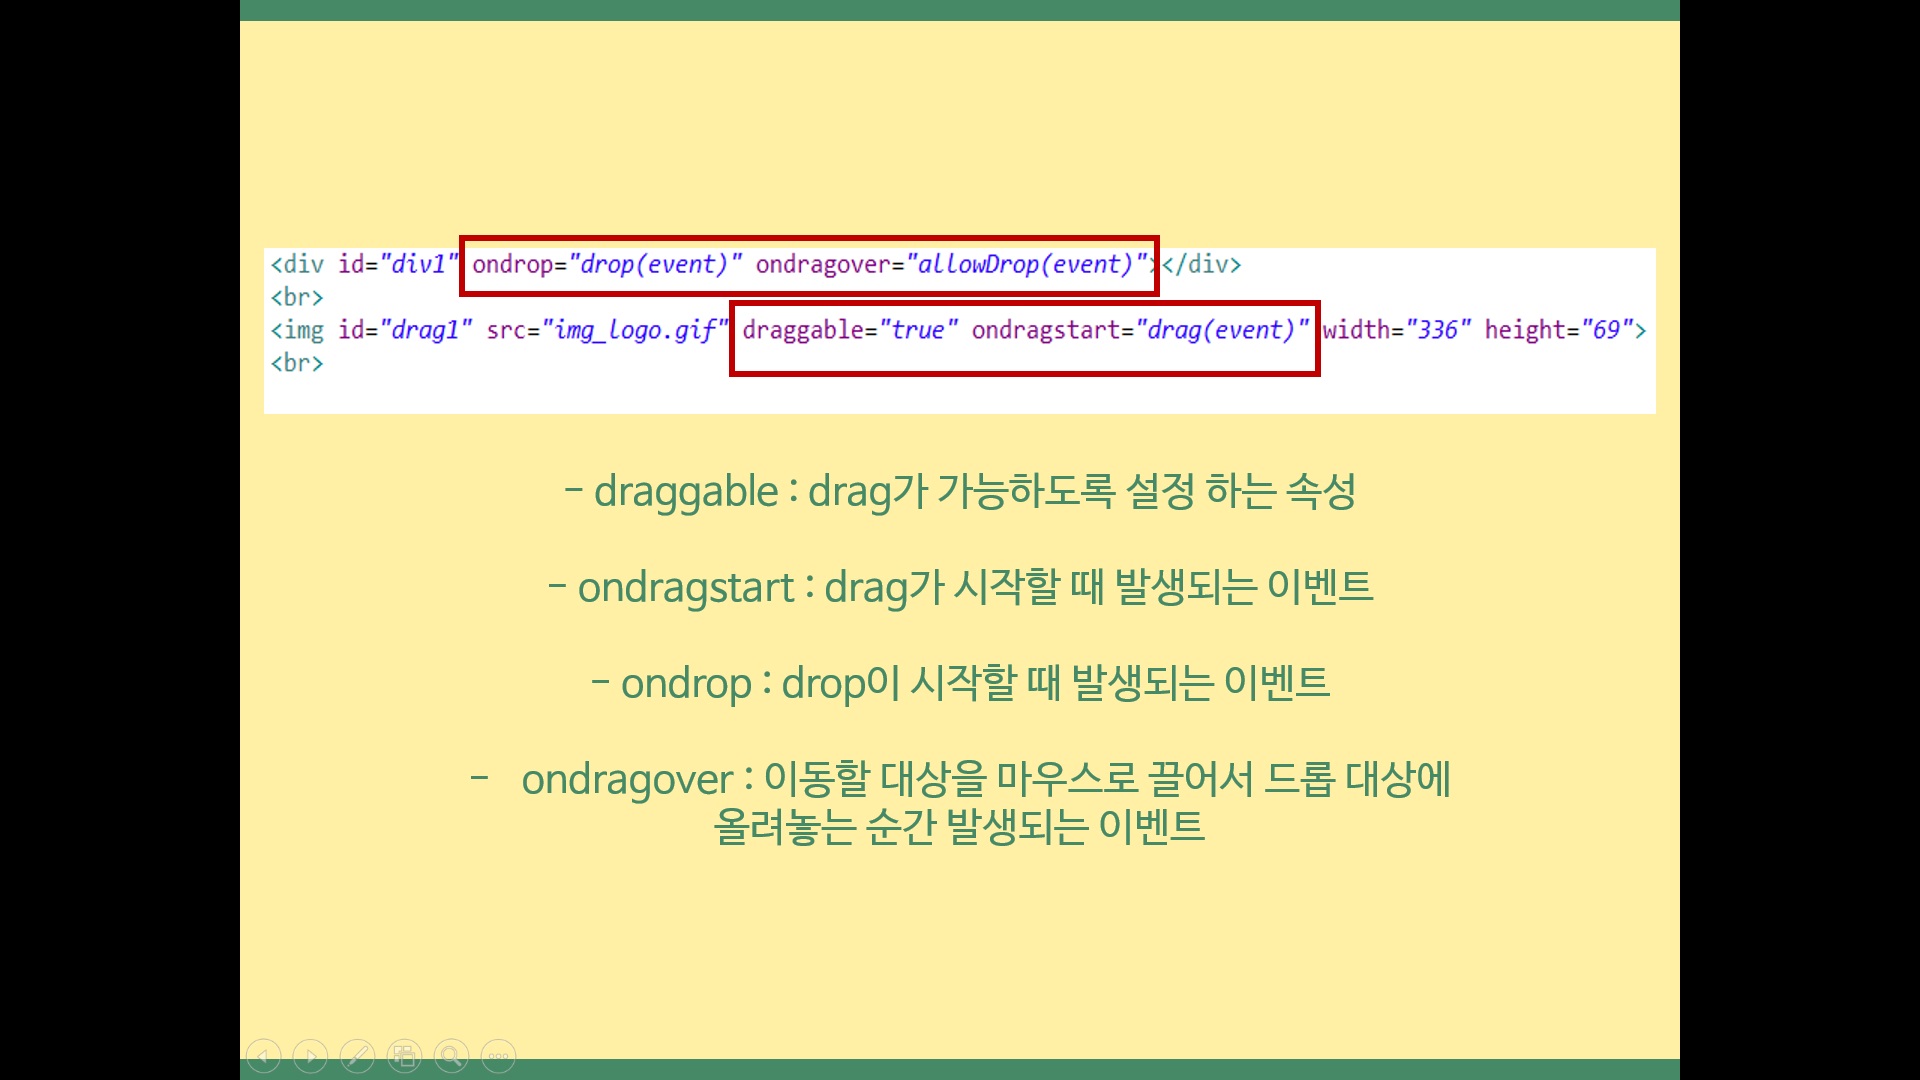 <div id="div1" ondrop="drop(event)" ondragover="allowDrop(event)"></div>
<br>
<img id="drag1" src="img_logo.gif" draggable="true" ondragstart="drag(event)" width="336" height="69">
<br>
- draggable : drag가 가능하도록 설정 하는 속성
- ondragstart : drag가 시작할 때 발생되는 이벤트
- ondrop : drop이 시작할 때 발생되는 이벤트
- ondragover : 이동할 대상을 마우스로 끌어서 드롭 대상에
올려놓는 순간 발생되는 이벤트